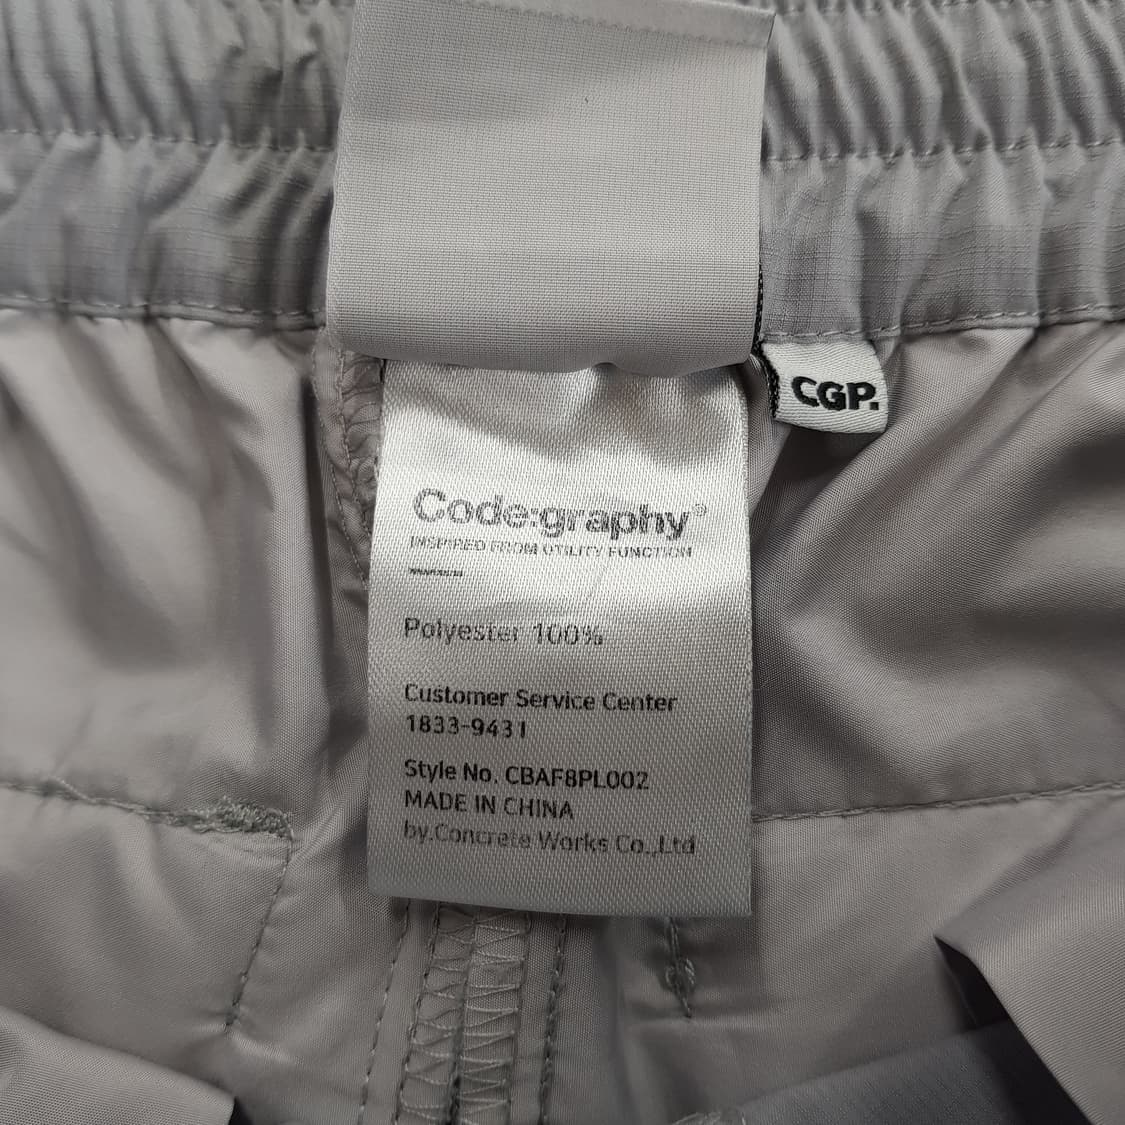 CGP.
Code:graphy®
INSPIRED FROM UTILITY FUNCTION
Polyester 100%
Customer Service Center
1833-9431
Style No. CBAF8PL002
MADE IN CHINA
by.Concrete Works Co.,Ltd